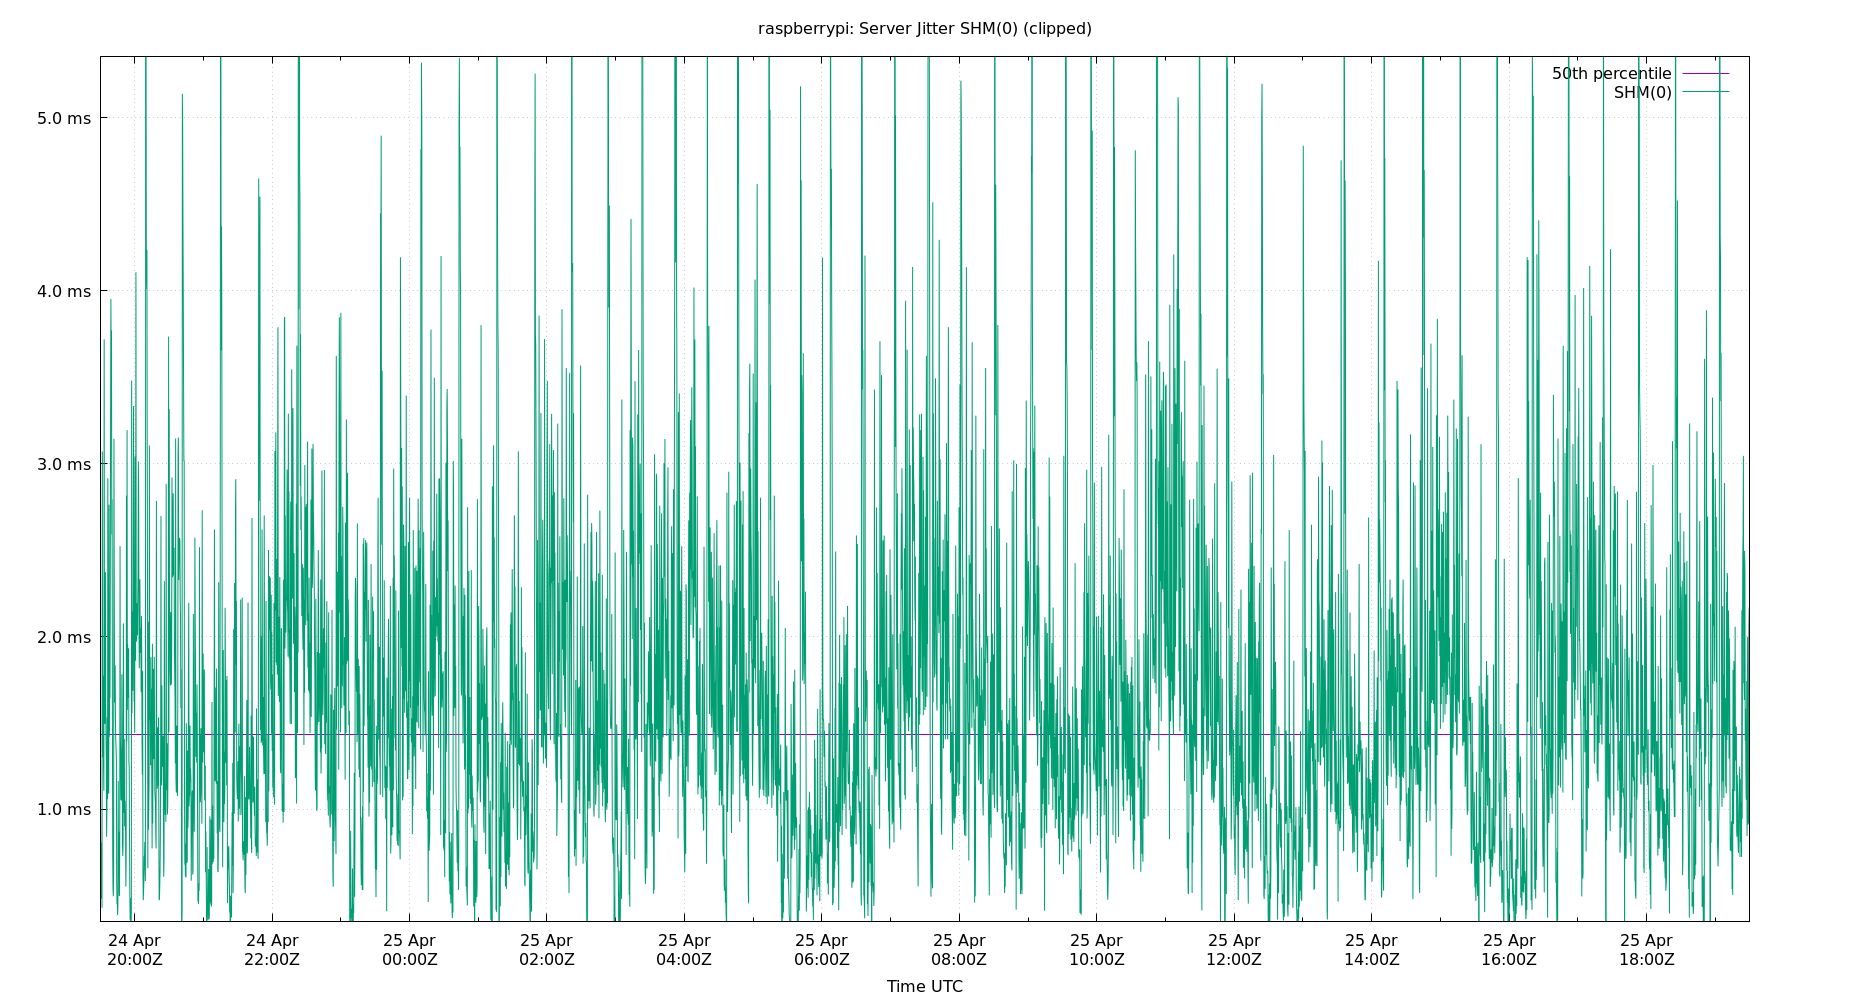 raspberrypi: Server Jitter SHM(0) (clipped)
50th percentile
SHM(0)
5.0 ms
4.0 ms
3.0 ms
2.0 ms
1.0 ms
24 Apr 24 Apr 25 Apr 25 Apr 25 Apr 25 Apr 25 Apr 25 Apr 25 Apr 25 Apr 25 Apr 25 Apr
20:00Z 22:00Z 00:00Z 02:00Z 04:00Z 06:00Z 08:00Z 10:00Z 12:00Z 14:00Z 16:00Z 18:00Z
Time UTC